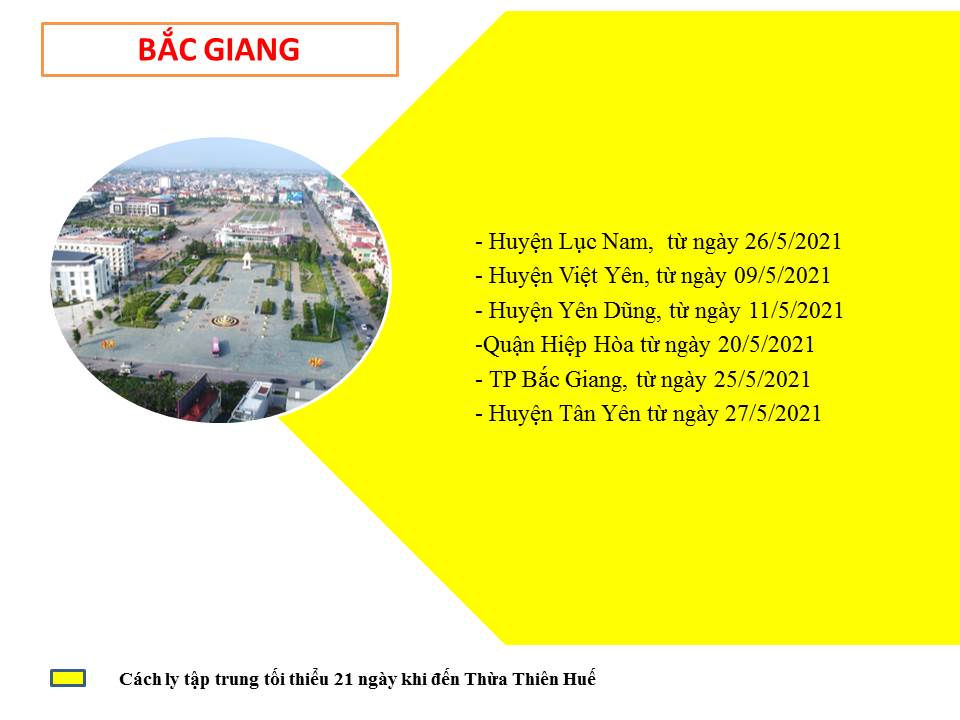 BẮC GIANG
- Huyện Lục Nam,  từ ngày 26/5/2021
- Huyện Việt Yên, từ ngày 09/5/2021
- Huyện Yên Dũng, từ ngày 11/5/2021
-Quận Hiệp Hòa từ ngày 20/5/2021
- TP Bắc Giang, từ ngày 25/5/2021
- Huyện Tân Yên từ ngày 27/5/2021
Cách ly tập trung tối thiểu 21 ngày khi đến Thừa Thiên Huế